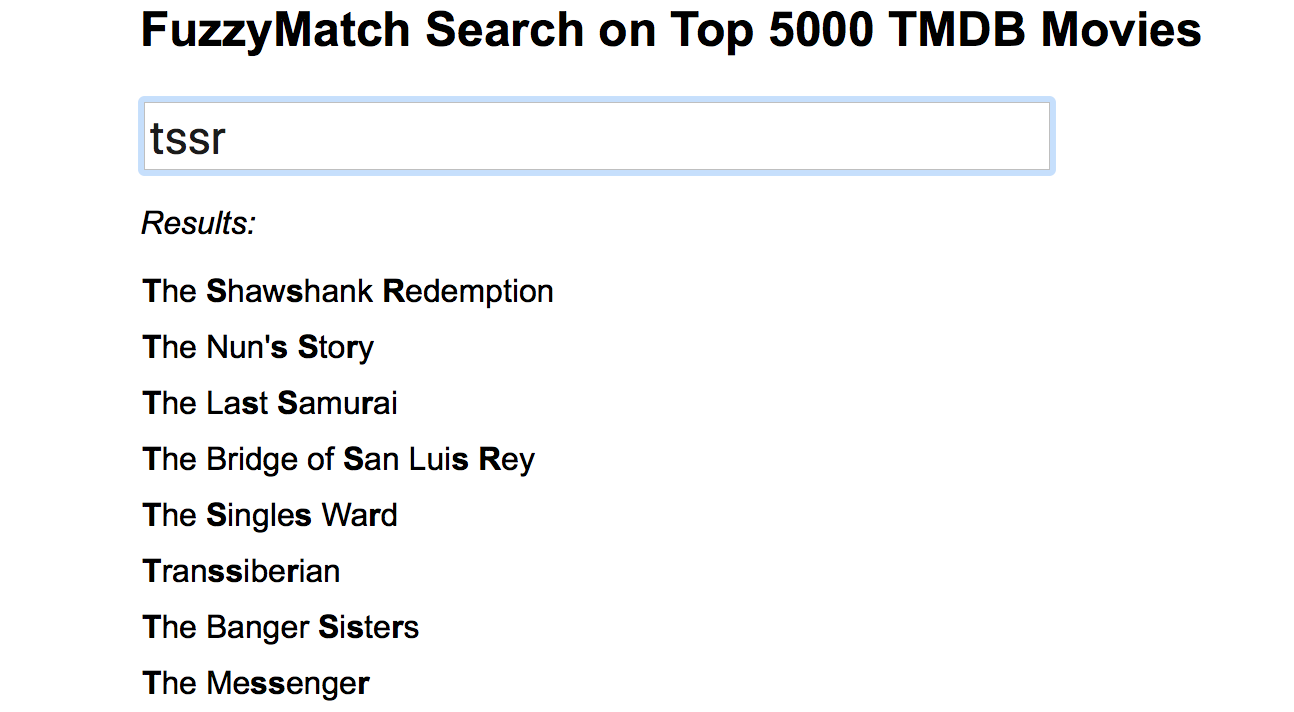 FuzzyMatch Search on Top 5000 TMDB Movies
tssr
Results:
The Shawshank Redemption
The Nun's Story
The Last Samurai
The Bridge of San Luis Rey
The Singles Ward
Transsiberian
The Banger Sisters
The Messenger